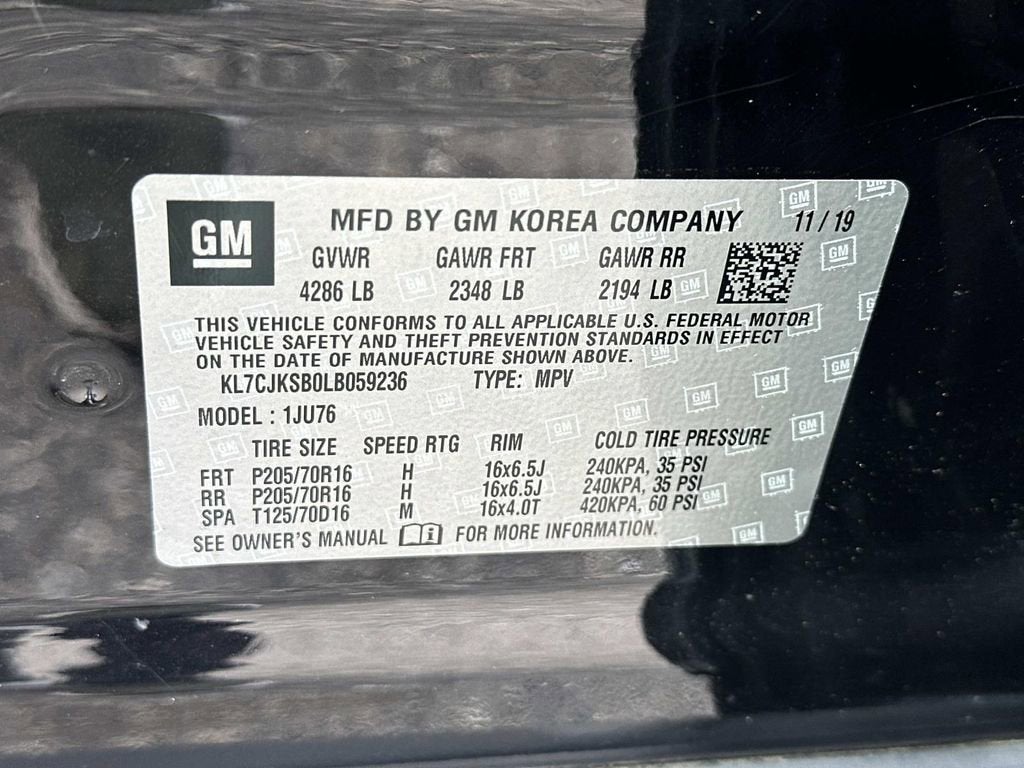 GM MFD BY GM KOREA COMPANY 11/19
GVWR GAWR FRT GAWR RR
4286 LB 2348 LB 2194 LB
THIS VEHICLE CONFORMS TO ALL APPLICABLE U.S. FEDERAL MOTOR
VEHICLE SAFETY AND THEFT PREVENTION STANDARDS IN EFFECT
ON THE DATE OF MANUFACTURE SHOWN ABOVE.
KL7CJKSB0LB059236 TYPE: MPV
MODEL : 1JU76
TIRE SIZE SPEED RTG RIM COLD TIRE PRESSURE
FRT P205/70R16 H 16x6.5J 240KPA, 35 PSI
RR P205/70R16 H 16x6.5J 240KPA, 35 PSI
SPA T125/70D16 M 16x4.0T 420KPA, 60 PSI
SEE OWNER'S MANUAL FOR MORE INFORMATION.